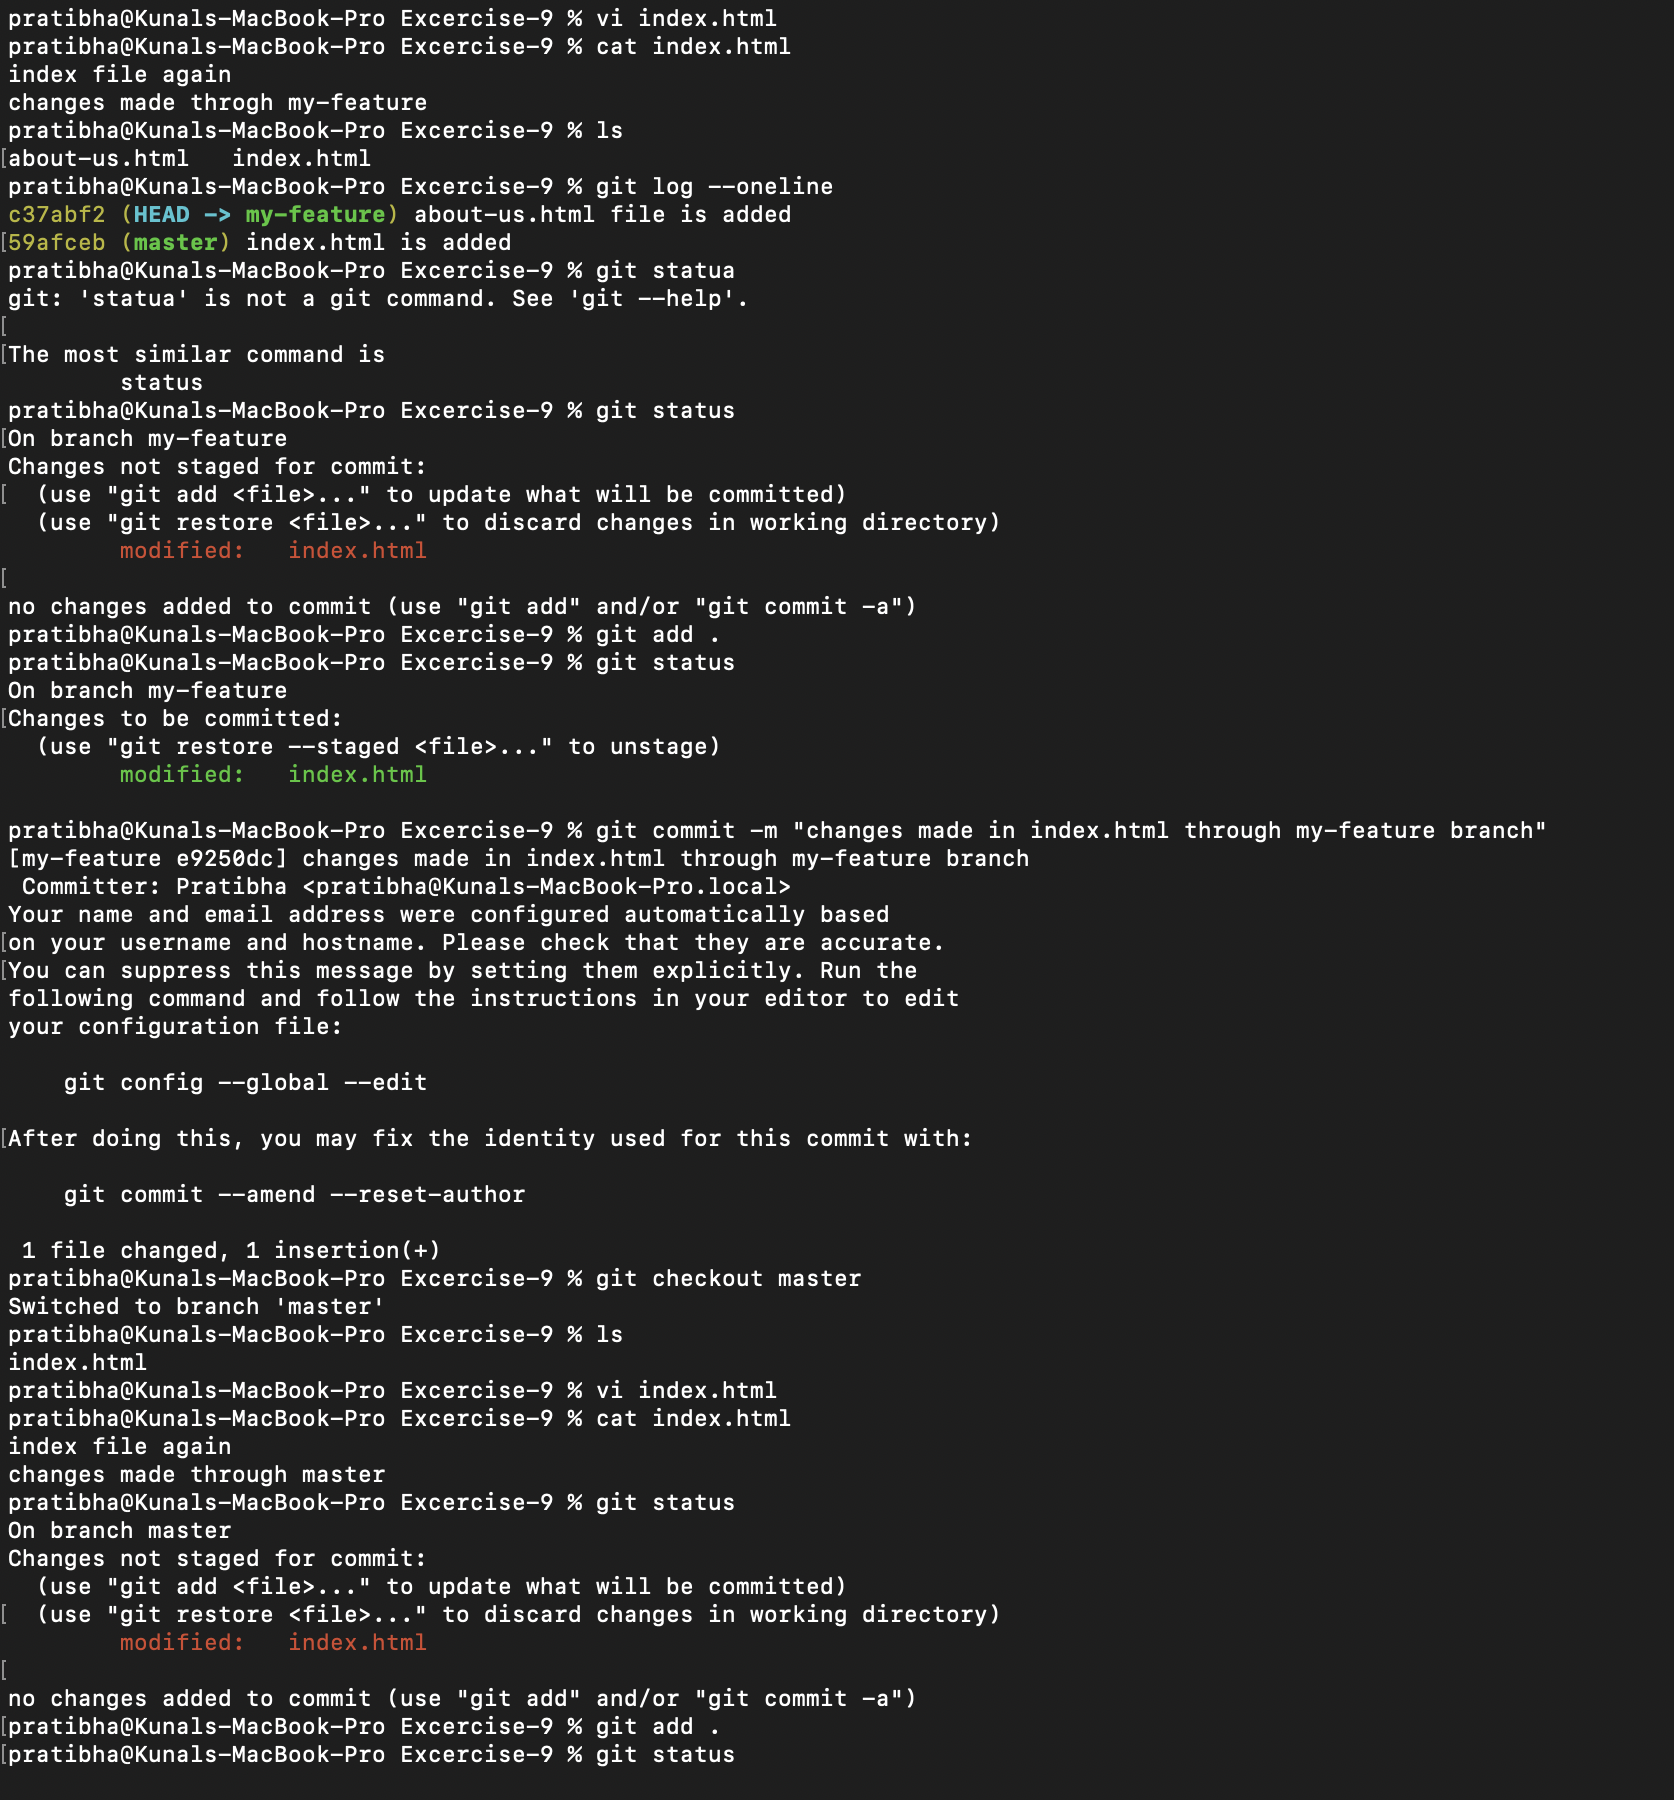 pratibha@Kunals-MacBook-Pro Excercise-9 % vi index.html
pratibha@Kunals-MacBook-Pro Excercise-9 % cat index.html
index file again
changes made throgh my-feature
pratibha@Kunals-MacBook-Pro Excercise-9 % ls
[about-us.html   index.html
pratibha@Kunals-MacBook-Pro Excercise-9 % git log --oneline
c37abf2 (HEAD -> my-feature) about-us.html file is added
[59afceb (master) index.html is added
pratibha@Kunals-MacBook-Pro Excercise-9 % git statua
git: 'statua' is not a git command. See 'git --help'.
[
[The most similar command is
        status
pratibha@Kunals-MacBook-Pro Excercise-9 % git status
[On branch my-feature
Changes not staged for commit:
[  (use "git add <file>..." to update what will be committed)
  (use "git restore <file>..." to discard changes in working directory)
        modified:   index.html
[
no changes added to commit (use "git add" and/or "git commit -a")
pratibha@Kunals-MacBook-Pro Excercise-9 % git add .
pratibha@Kunals-MacBook-Pro Excercise-9 % git status
On branch my-feature
[Changes to be committed:
  (use "git restore --staged <file>..." to unstage)
        modified:   index.html

pratibha@Kunals-MacBook-Pro Excercise-9 % git commit -m "changes made in index.html through my-feature branch"
[my-feature e9250dc] changes made in index.html through my-feature branch
 Committer: Pratibha <pratibha@Kunals-MacBook-Pro.local>
Your name and email address were configured automatically based
[on your username and hostname. Please check that they are accurate.
[You can suppress this message by setting them explicitly. Run the
following command and follow the instructions in your editor to edit
your configuration file:

    git config --global --edit

[After doing this, you may fix the identity used for this commit with:

    git commit --amend --reset-author

 1 file changed, 1 insertion(+)
pratibha@Kunals-MacBook-Pro Excercise-9 % git checkout master
Switched to branch 'master'
pratibha@Kunals-MacBook-Pro Excercise-9 % ls
index.html
pratibha@Kunals-MacBook-Pro Excercise-9 % vi index.html
pratibha@Kunals-MacBook-Pro Excercise-9 % cat index.html
index file again
changes made through master
pratibha@Kunals-MacBook-Pro Excercise-9 % git status
On branch master
Changes not staged for commit:
  (use "git add <file>..." to update what will be committed)
[  (use "git restore <file>..." to discard changes in working directory)
        modified:   index.html
[
no changes added to commit (use "git add" and/or "git commit -a")
[pratibha@Kunals-MacBook-Pro Excercise-9 % git add .
[pratibha@Kunals-MacBook-Pro Excercise-9 % git status